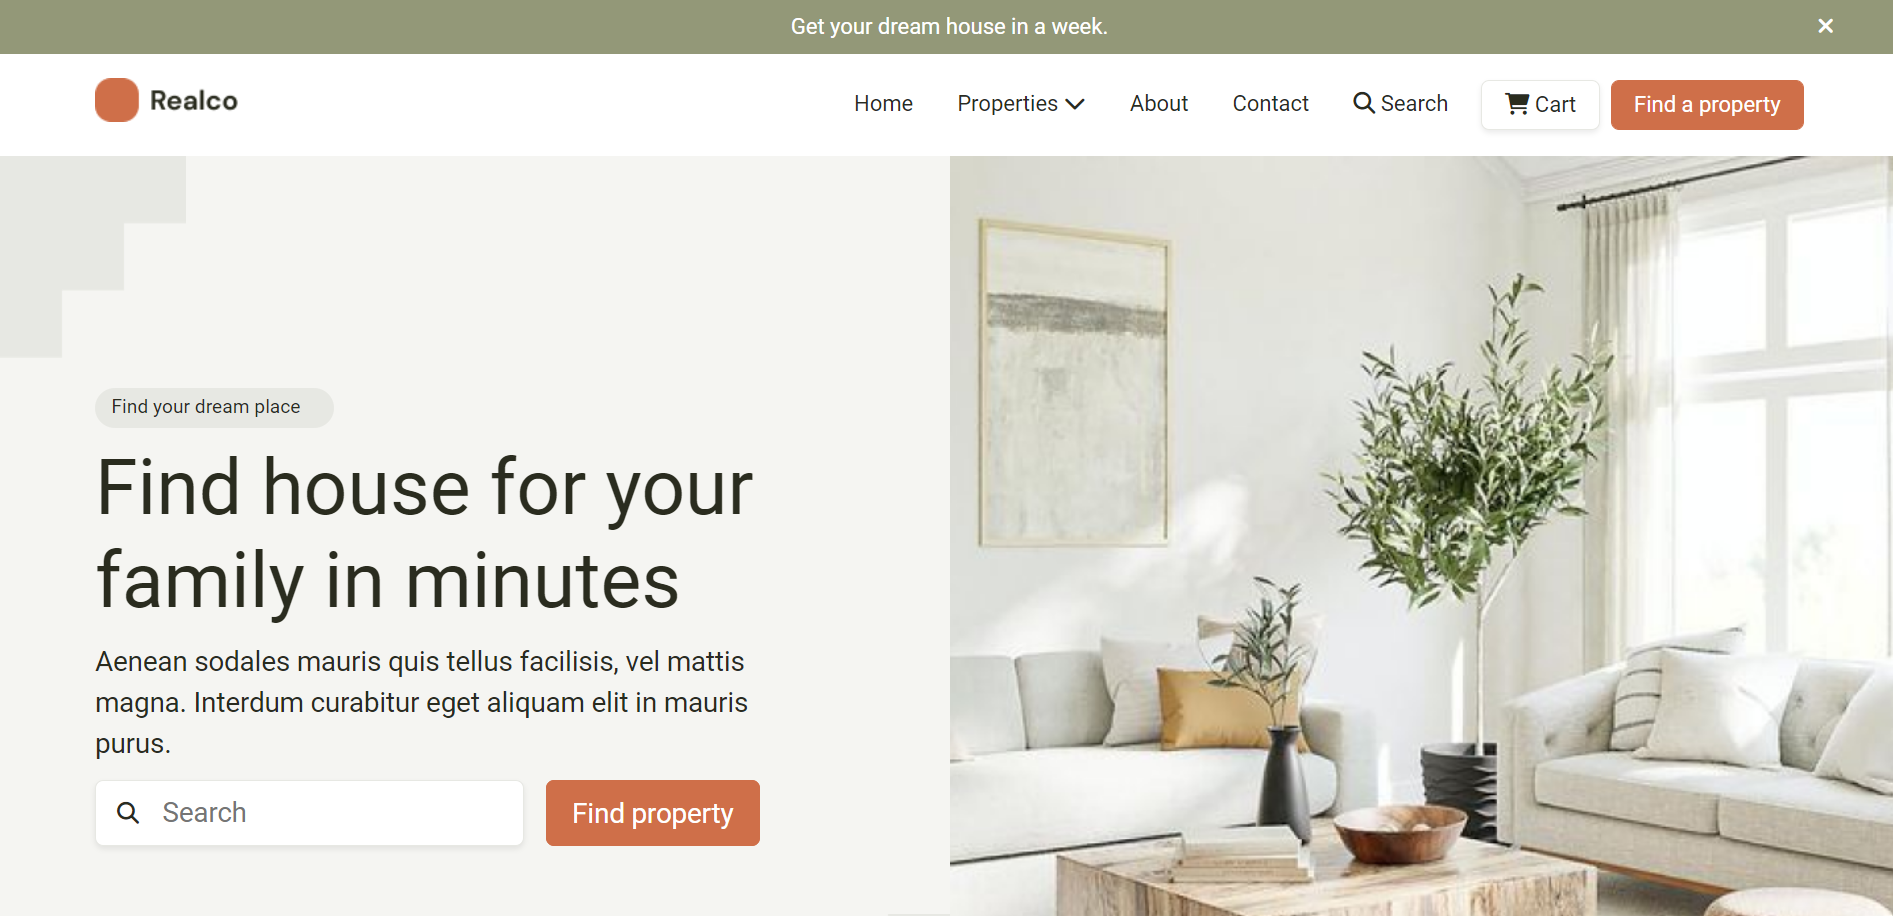 Get your dream house in a week.
Realco
Home Properties About Contact Search Cart Find a property
Find your dream place
Find house for your
family in minutes
Aenean sodales mauris quis tellus facilisis, vel mattis
magna. Interdum curabitur eget aliquam elit in mauris
purus.
Search Find property